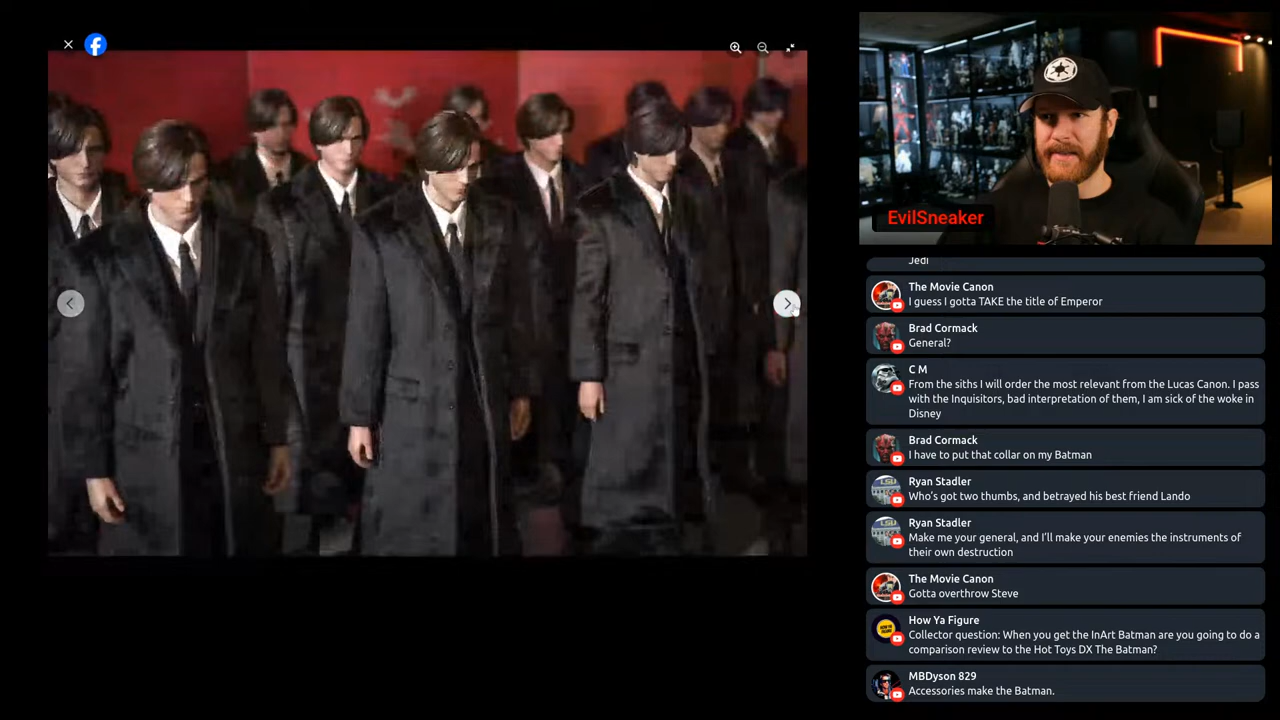 EvilSneaker
Jedi
The Movie Canon
I guess I gotta TAKE the title of Emperor
Brad Cormack
General?
C M
From the siths I will order the most relevant from the Lucas Canon. I pass
with the Inquisitors, bad interpretation of them, I am sick of the woke in
Disney
Brad Cormack
I have to put that collar on my Batman
Ryan Stadler
Who's got two thumbs, and betrayed his best friend Lando
Ryan Stadler
Make me your general, and I'll make your enemies the instruments of
their own destruction
The Movie Canon
Gotta overthrow Steve
How Ya Figure
Collector question: When you get the InArt Batman are you going to do a
comparison review to the Hot Toys DX The Batman?
MBDyson 829
Accessories make the Batman.